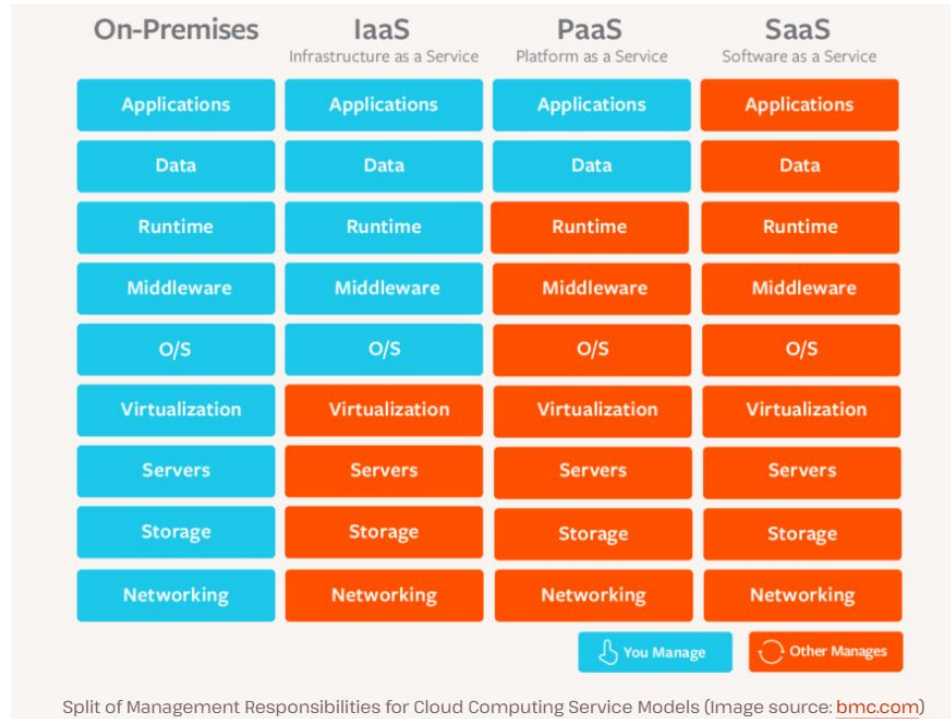 On-Premises IaaS PaaS SaaS
Infrastructure as a Service Platform as a Service Software as a Service
Applications Applications Applications Applications
Data Data Data Data
Runtime Runtime Runtime Runtime
Middleware Middleware Middleware Middleware
O/S O/S O/S O/S
Virtualization Virtualization Virtualization Virtualization
Servers Servers Servers Servers
Storage Storage Storage Storage
Networking Networking Networking Networking
You Manage Other Manages
Split of Management Responsibilities for Cloud Computing Service Models (Image source: bmc.com)